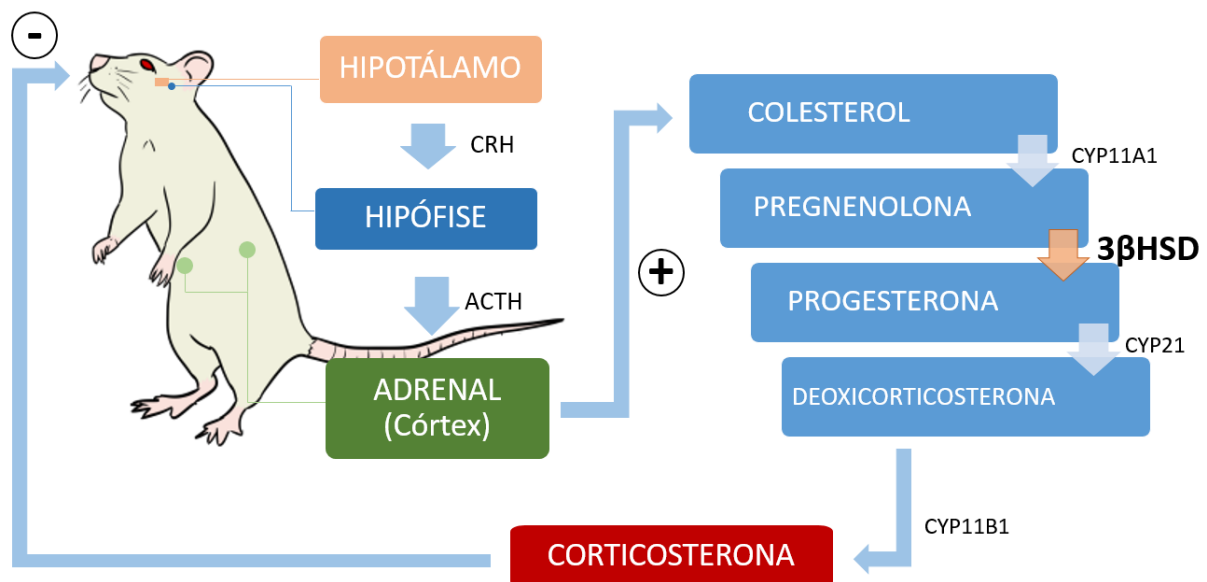 -
HIPOTÁLAMO
CRH
HIPÓFISE
ACTH
ADRENAL
(Córtex)
+
COLESTEROL
CYP11A1
PREGNENOLONA
3βHSD
PROGESTERONA
CYP21
DEOXICORTICOSTERONA
CYP11B1
CORTICOSTERONA